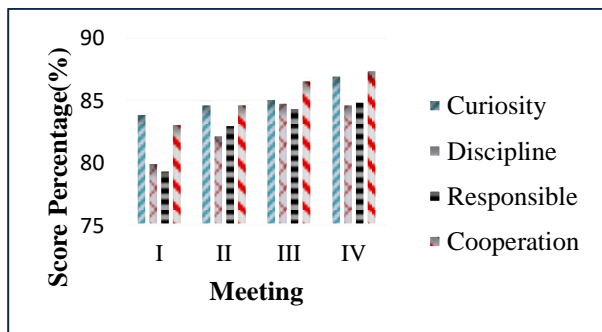 Score Percentage(%)
90
85
80
75
I II III IV
Meeting
Curiosity
Discipline
Responsible
Cooperation